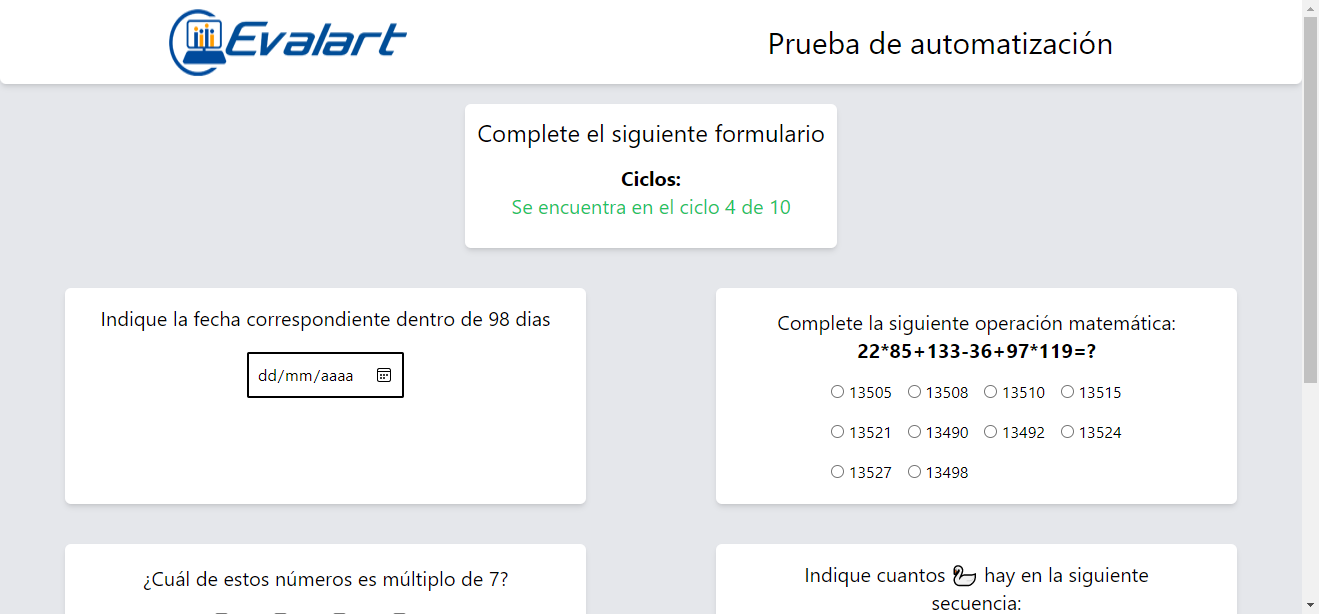 Evalart
Prueba de automatización
Complete el siguiente formulario
Ciclos:
Se encuentra en el ciclo 4 de 10
Indique la fecha correspondiente dentro de 98 dias
dd/mm/aaaa
Complete la siguiente operación matemática:
22*85+133-36+97*119=?
13505 13508 13510 13515
13521 13490 13492 13524
13527 13498
¿Cuál de estos números es múltiplo de 7?
Indique cuantos 🦢 hay en la siguiente
secuencia: